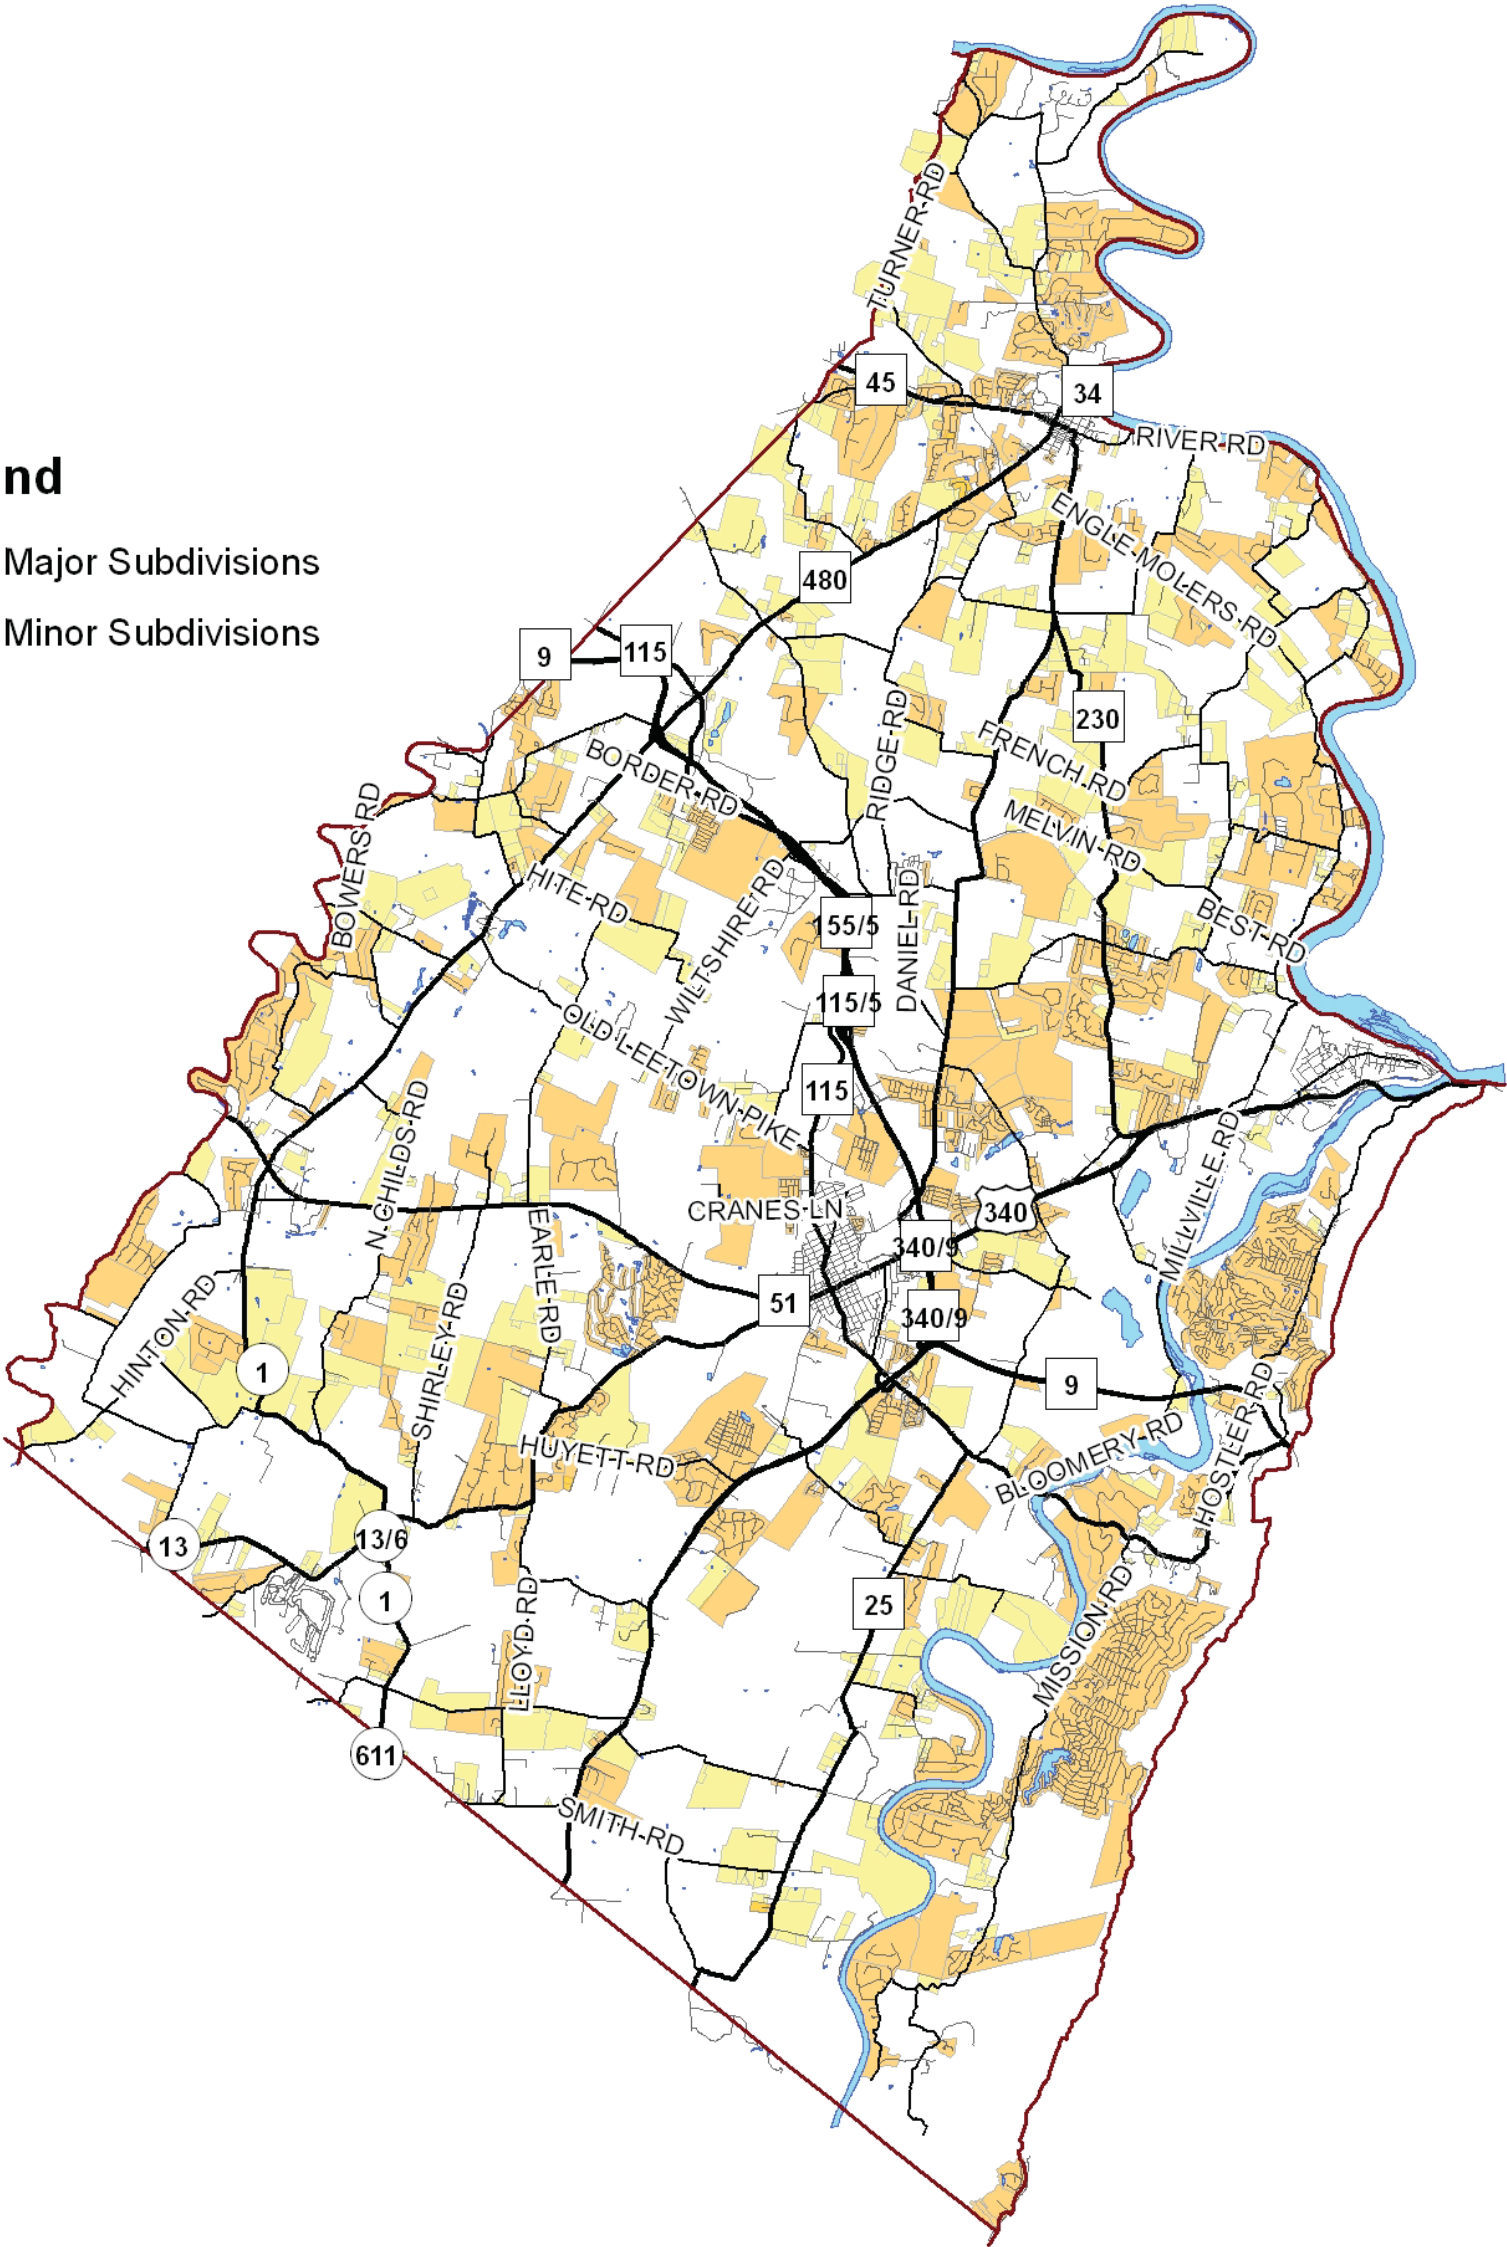 TURNER RD
45
34
RIVER RD
nd
ENGLE MOLERS RD
Major Subdivisions
480
Minor Subdivisions
9
115
230
RIDGE RD
FRENCH RD
BORDER RD
MELVIN RD
BOWERS RD
HITE RD
WILTSHIRE RD
155/5
DANIEL RD
BEST RD
115/5
OLD LEETOWN PIKE
115
N CHILDS RD
MILLVILLE RD
CRANES LN
340
EARLE RD
340/9
HINTON RD
SHIRLEY RD
51
340/9
1
9
HUYETT RD
BLOOMERY RD
HOSTLER RD
13
13/6
1
25
LLOYD RD
MISSION RD
611
SMITH RD